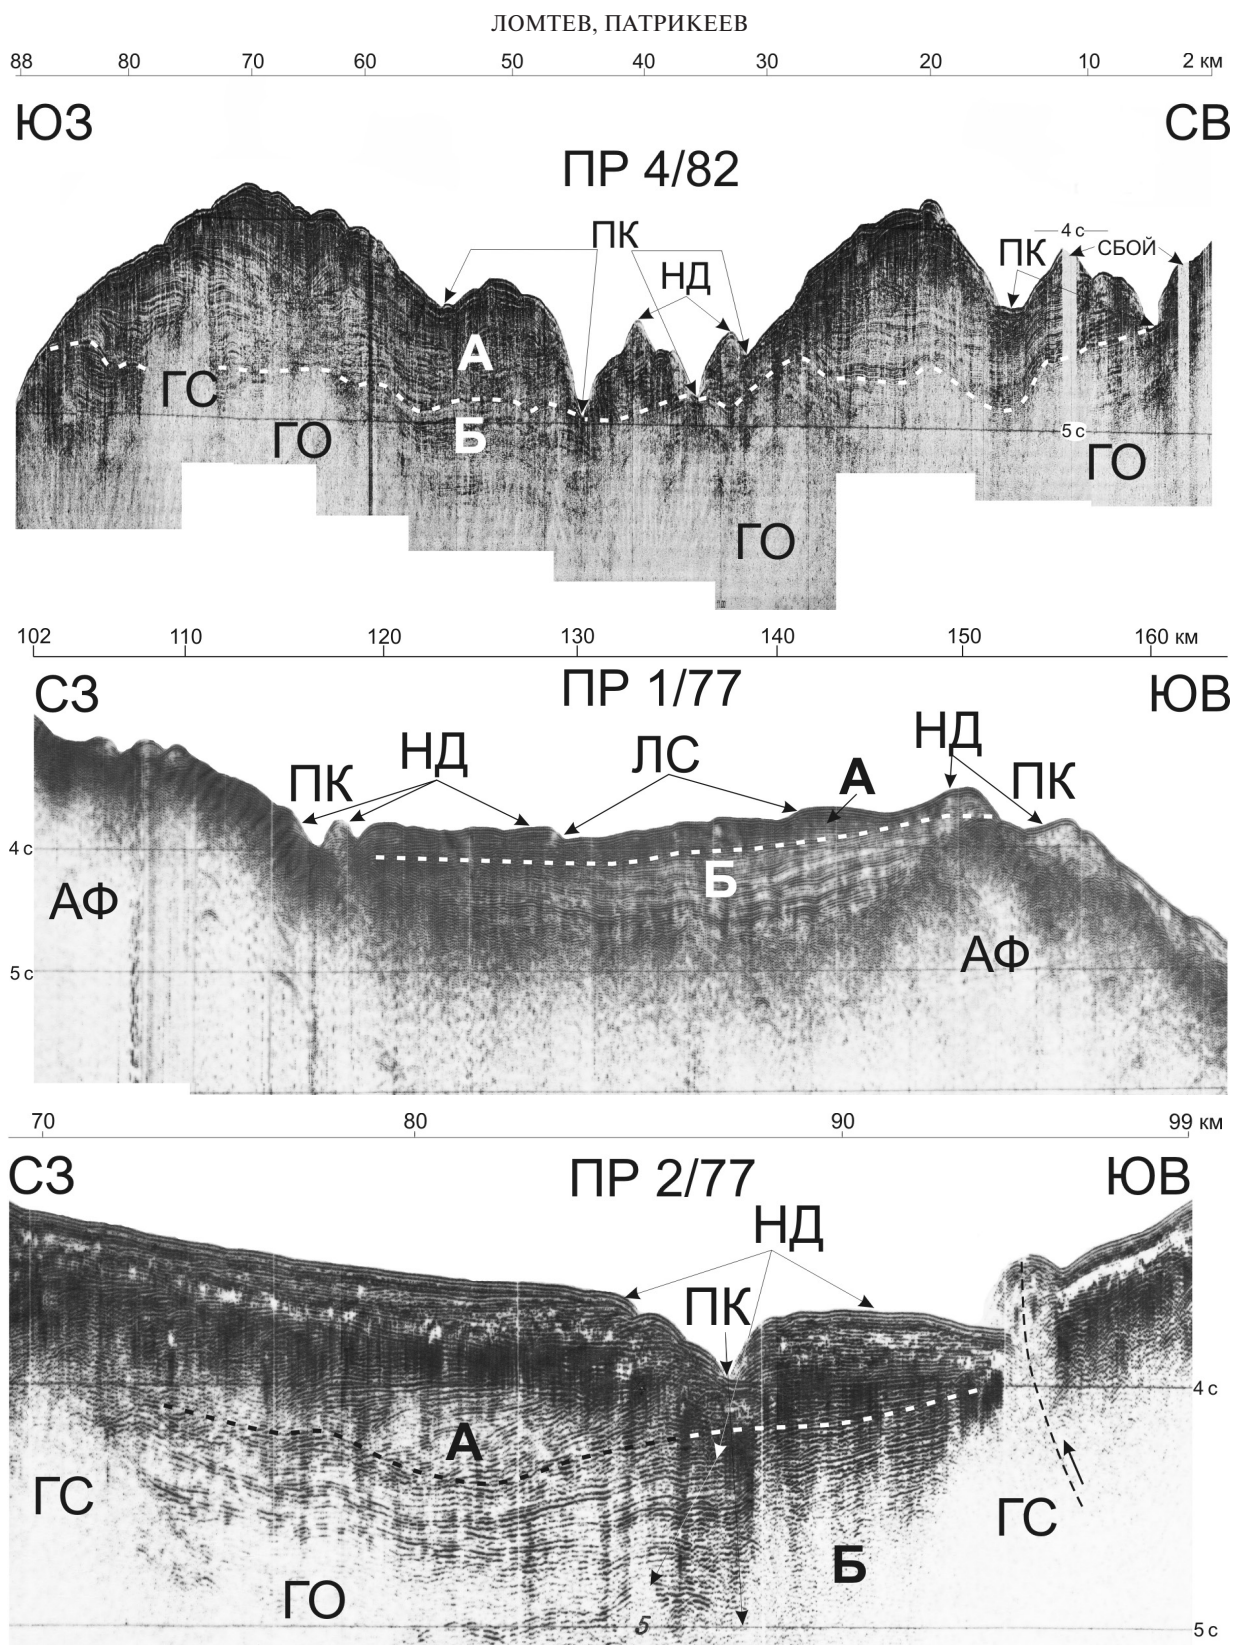 ЛОМТЕВ, ПАТРИКЕЕВ
88 80 70 60 50 40 30 20 10 2 км
ЮЗ СВ
ПР 4/82
ПК 4 с
НД ПК СБОЙ
А
ГС
Б 5 с
ГО ГО
ГО
102 110 120 130 140 150 160 км
СЗ ПР 1/77 ЮВ
НД ЛС НД
ПК А ПК
4 с
Б
АФ
АФ
5 с
70 80 90 99 км
СЗ ПР 2/77 ЮВ
НД
ПК
4 с
А
ГС ГС
Б
ГО
5 5 с